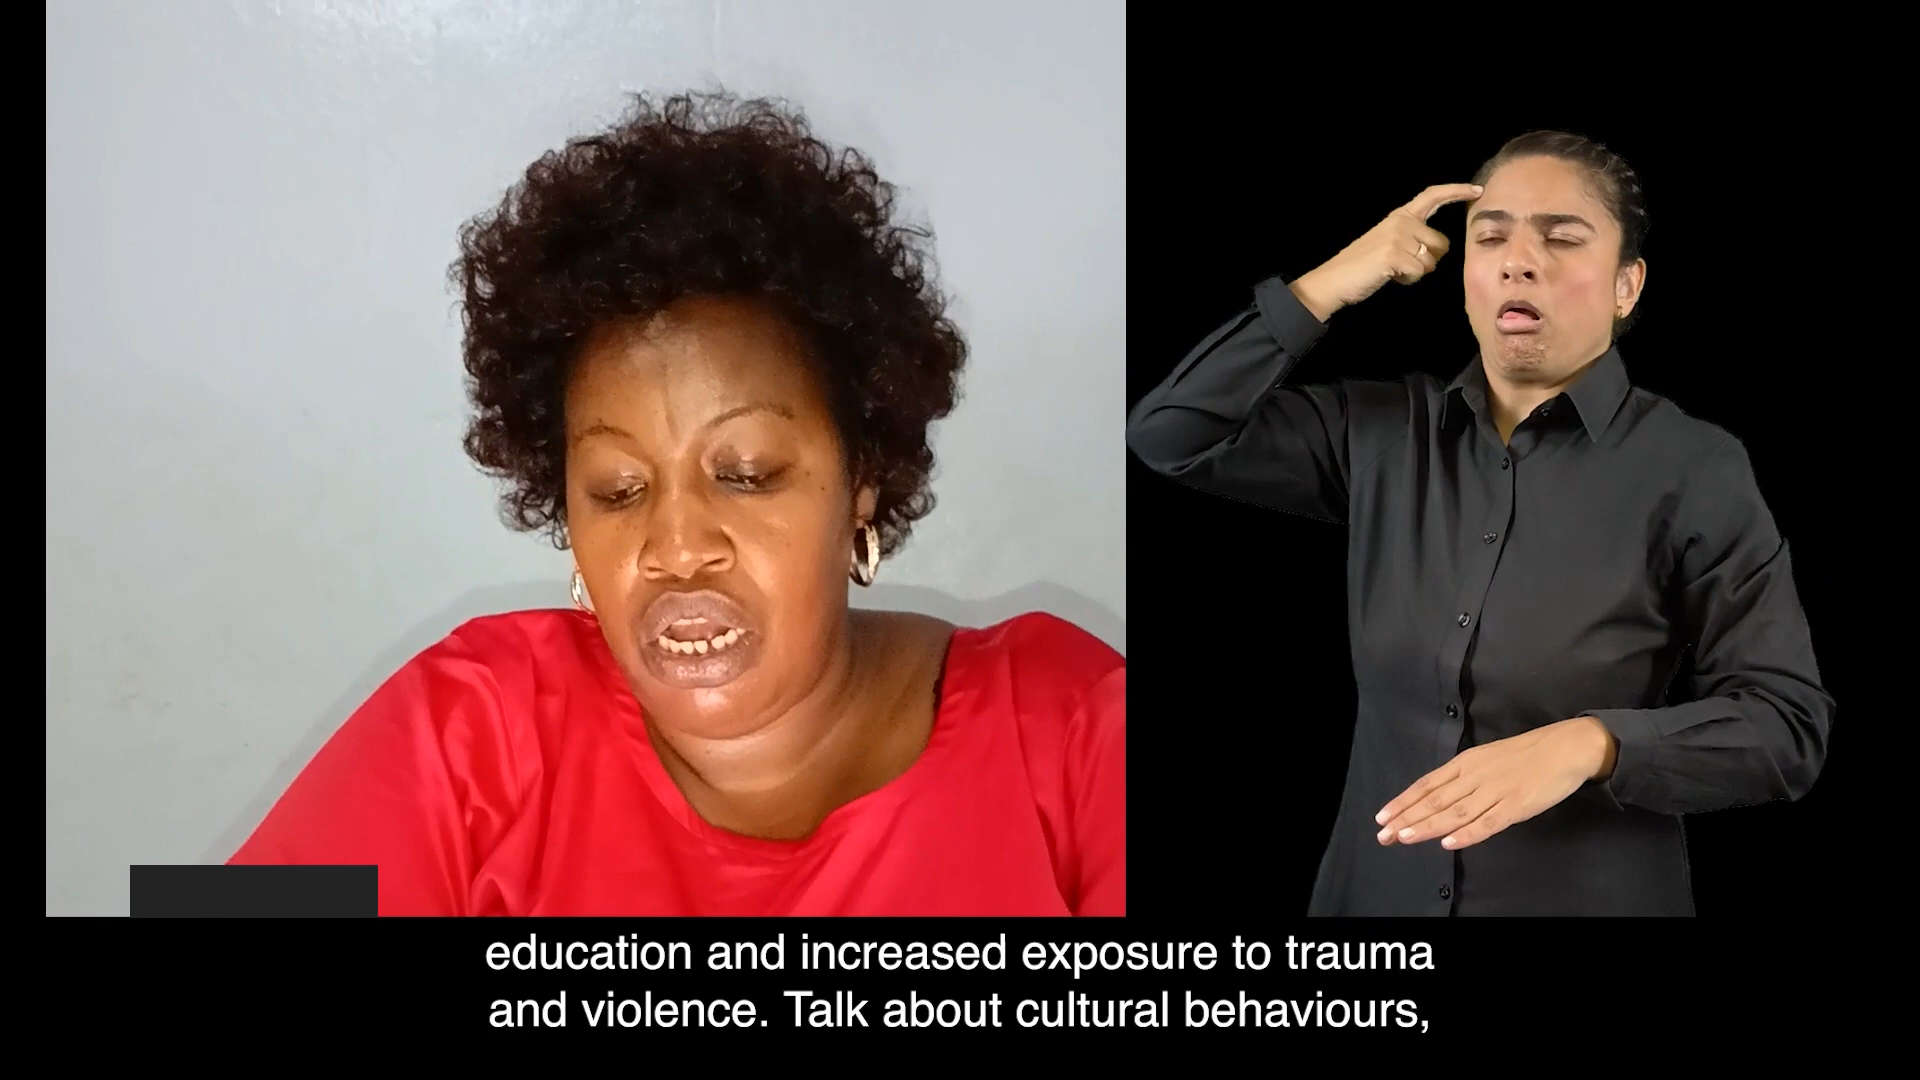 education and increased exposure to trauma
and violence. Talk about cultural behaviours,